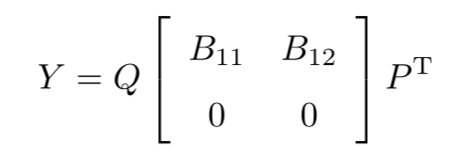 Y = Q [ B₁₁ B₁₂ ] Pᵀ
0 0